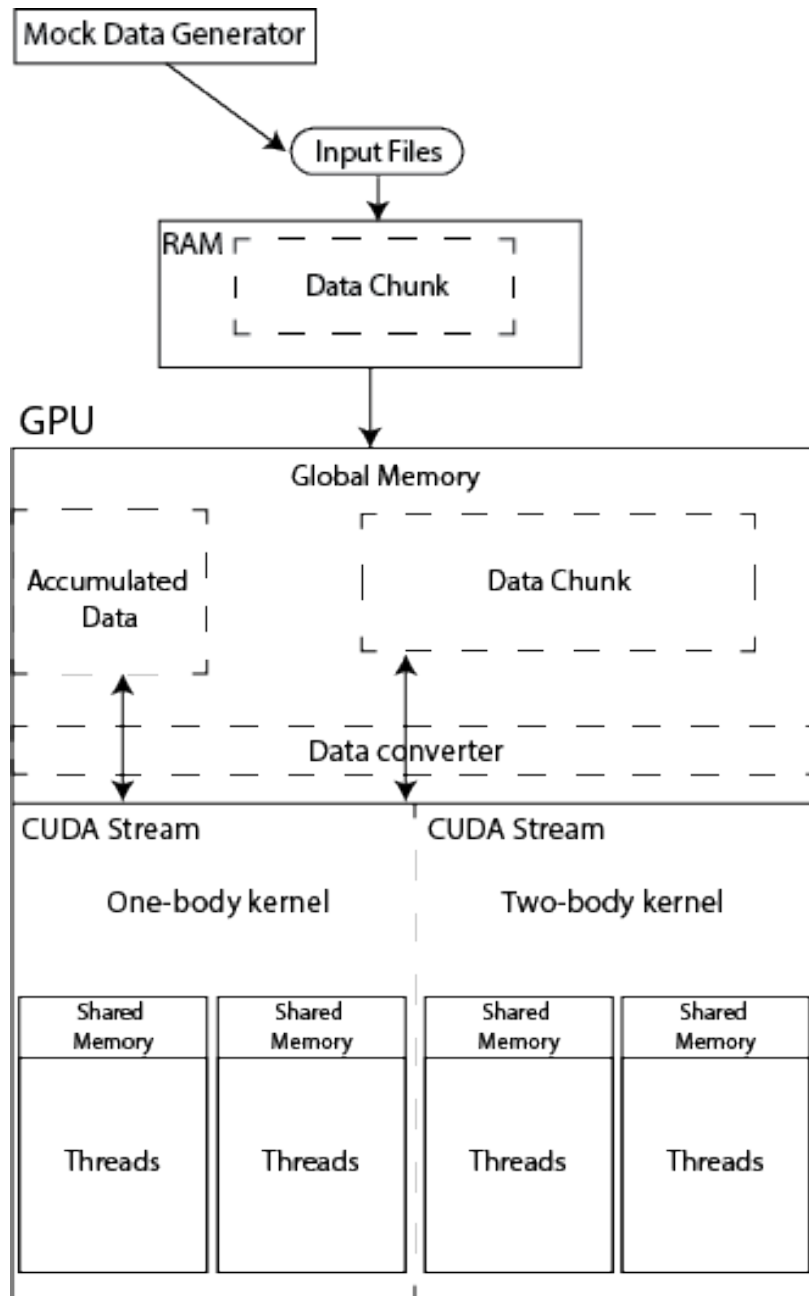 Mock Data Generator
Input Files
RAM
Data Chunk
GPU
Global Memory
Accumulated
Data
Data Chunk
Data converter
CUDA Stream
CUDA Stream
One-body kernel
Two-body kernel
Shared
Memory
Shared
Memory
Shared
Memory
Shared
Memory
Threads
Threads
Threads
Threads